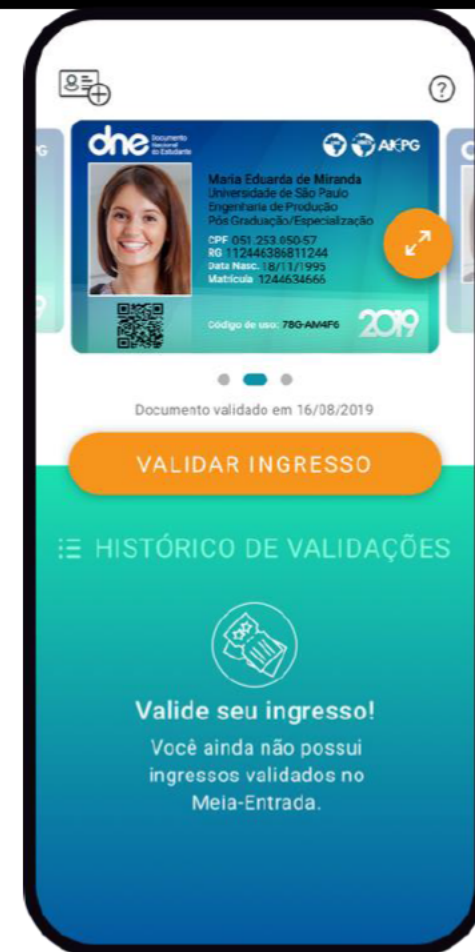 dne Documento
Nacional
do Estudante
ANPG
Maria Eduarda de Miranda
Universidade de São Paulo
Engenharia de Produção
Pós Graduação/Especialização
CPF 051.253.050-57
RG 112446386811244
Data Nasc. 18/11/1995
Matrícula 1244634666
Código de uso: 78G-AM4F6
2019
Documento validado em 16/08/2019
VALIDAR INGRESSO
HISTÓRICO DE VALIDAÇÕES
Valide seu ingresso!
Você ainda não possui
ingressos validados no
Meia-Entrada.